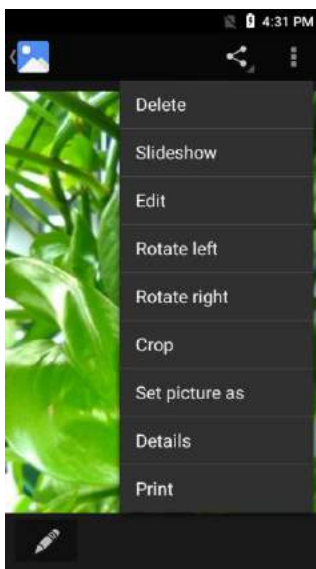 4:31 PM
Delete
Slideshow
Edit
Rotate left
Rotate right
Crop
Set picture as
Details
Print